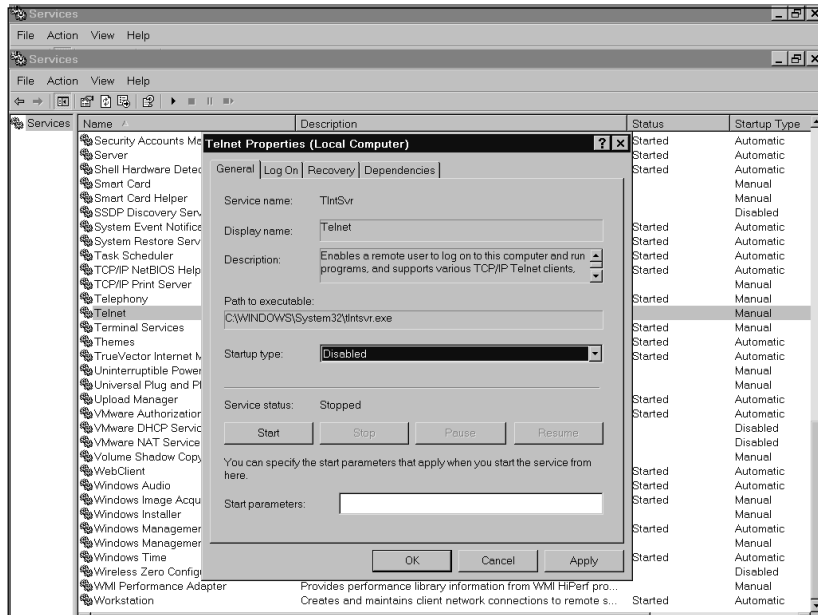 Services
File Action View Help
Services
File Action View Help
Services
Name Description Status Startup Type
Security Accounts Ma Started Automatic
Server Started Automatic
Shell Hardware Detec Started Automatic
Smart Card Manual
Smart Card Helper Manual
SSDP Discovery Serv Disabled
System Event Notifica Started Automatic
System Restore Serv Started Automatic
Task Scheduler Started Automatic
TCP/IP NetBIOS Help Started Automatic
TCP/IP Print Server Manual
Telephony Started Manual
Telnet Manual
Terminal Services Started Manual
Themes Started Automatic
TrueVector Internet M Started Automatic
Uninterruptible Power Manual
Universal Plug and Pl Manual
Upload Manager Started Automatic
VMware Authorization Started Automatic
VMware DHCP Servic Disabled
VMware NAT Service Disabled
Volume Shadow Copy Manual
WebClient Started Automatic
Windows Audio Started Automatic
Windows Image Acqu Started Manual
Windows Installer Manual
Windows Managemer Started Automatic
Windows Managemer Manual
Windows Time Started Automatic
Wireless Zero Configu Disabled
WMI Performance Adapter Provides performance library information from WMI HiPerf pro... Manual
Workstation Creates and maintains client network connections to remote s... Started Automatic
Telnet Properties (Local Computer)
General Log On Recovery Dependencies
Service name: TlntSvr
Display name: Telnet
Description: Enables a remote user to log on to this computer and run
programs, and supports various TCP/IP Telnet clients,
Path to executable:
C:\WINDOWS\System32\tlntsvr.exe
Startup type: Disabled
Service status: Stopped
Start Stop Pause Resume
You can specify the start parameters that apply when you start the service from
here.
Start parameters:
OK Cancel Apply